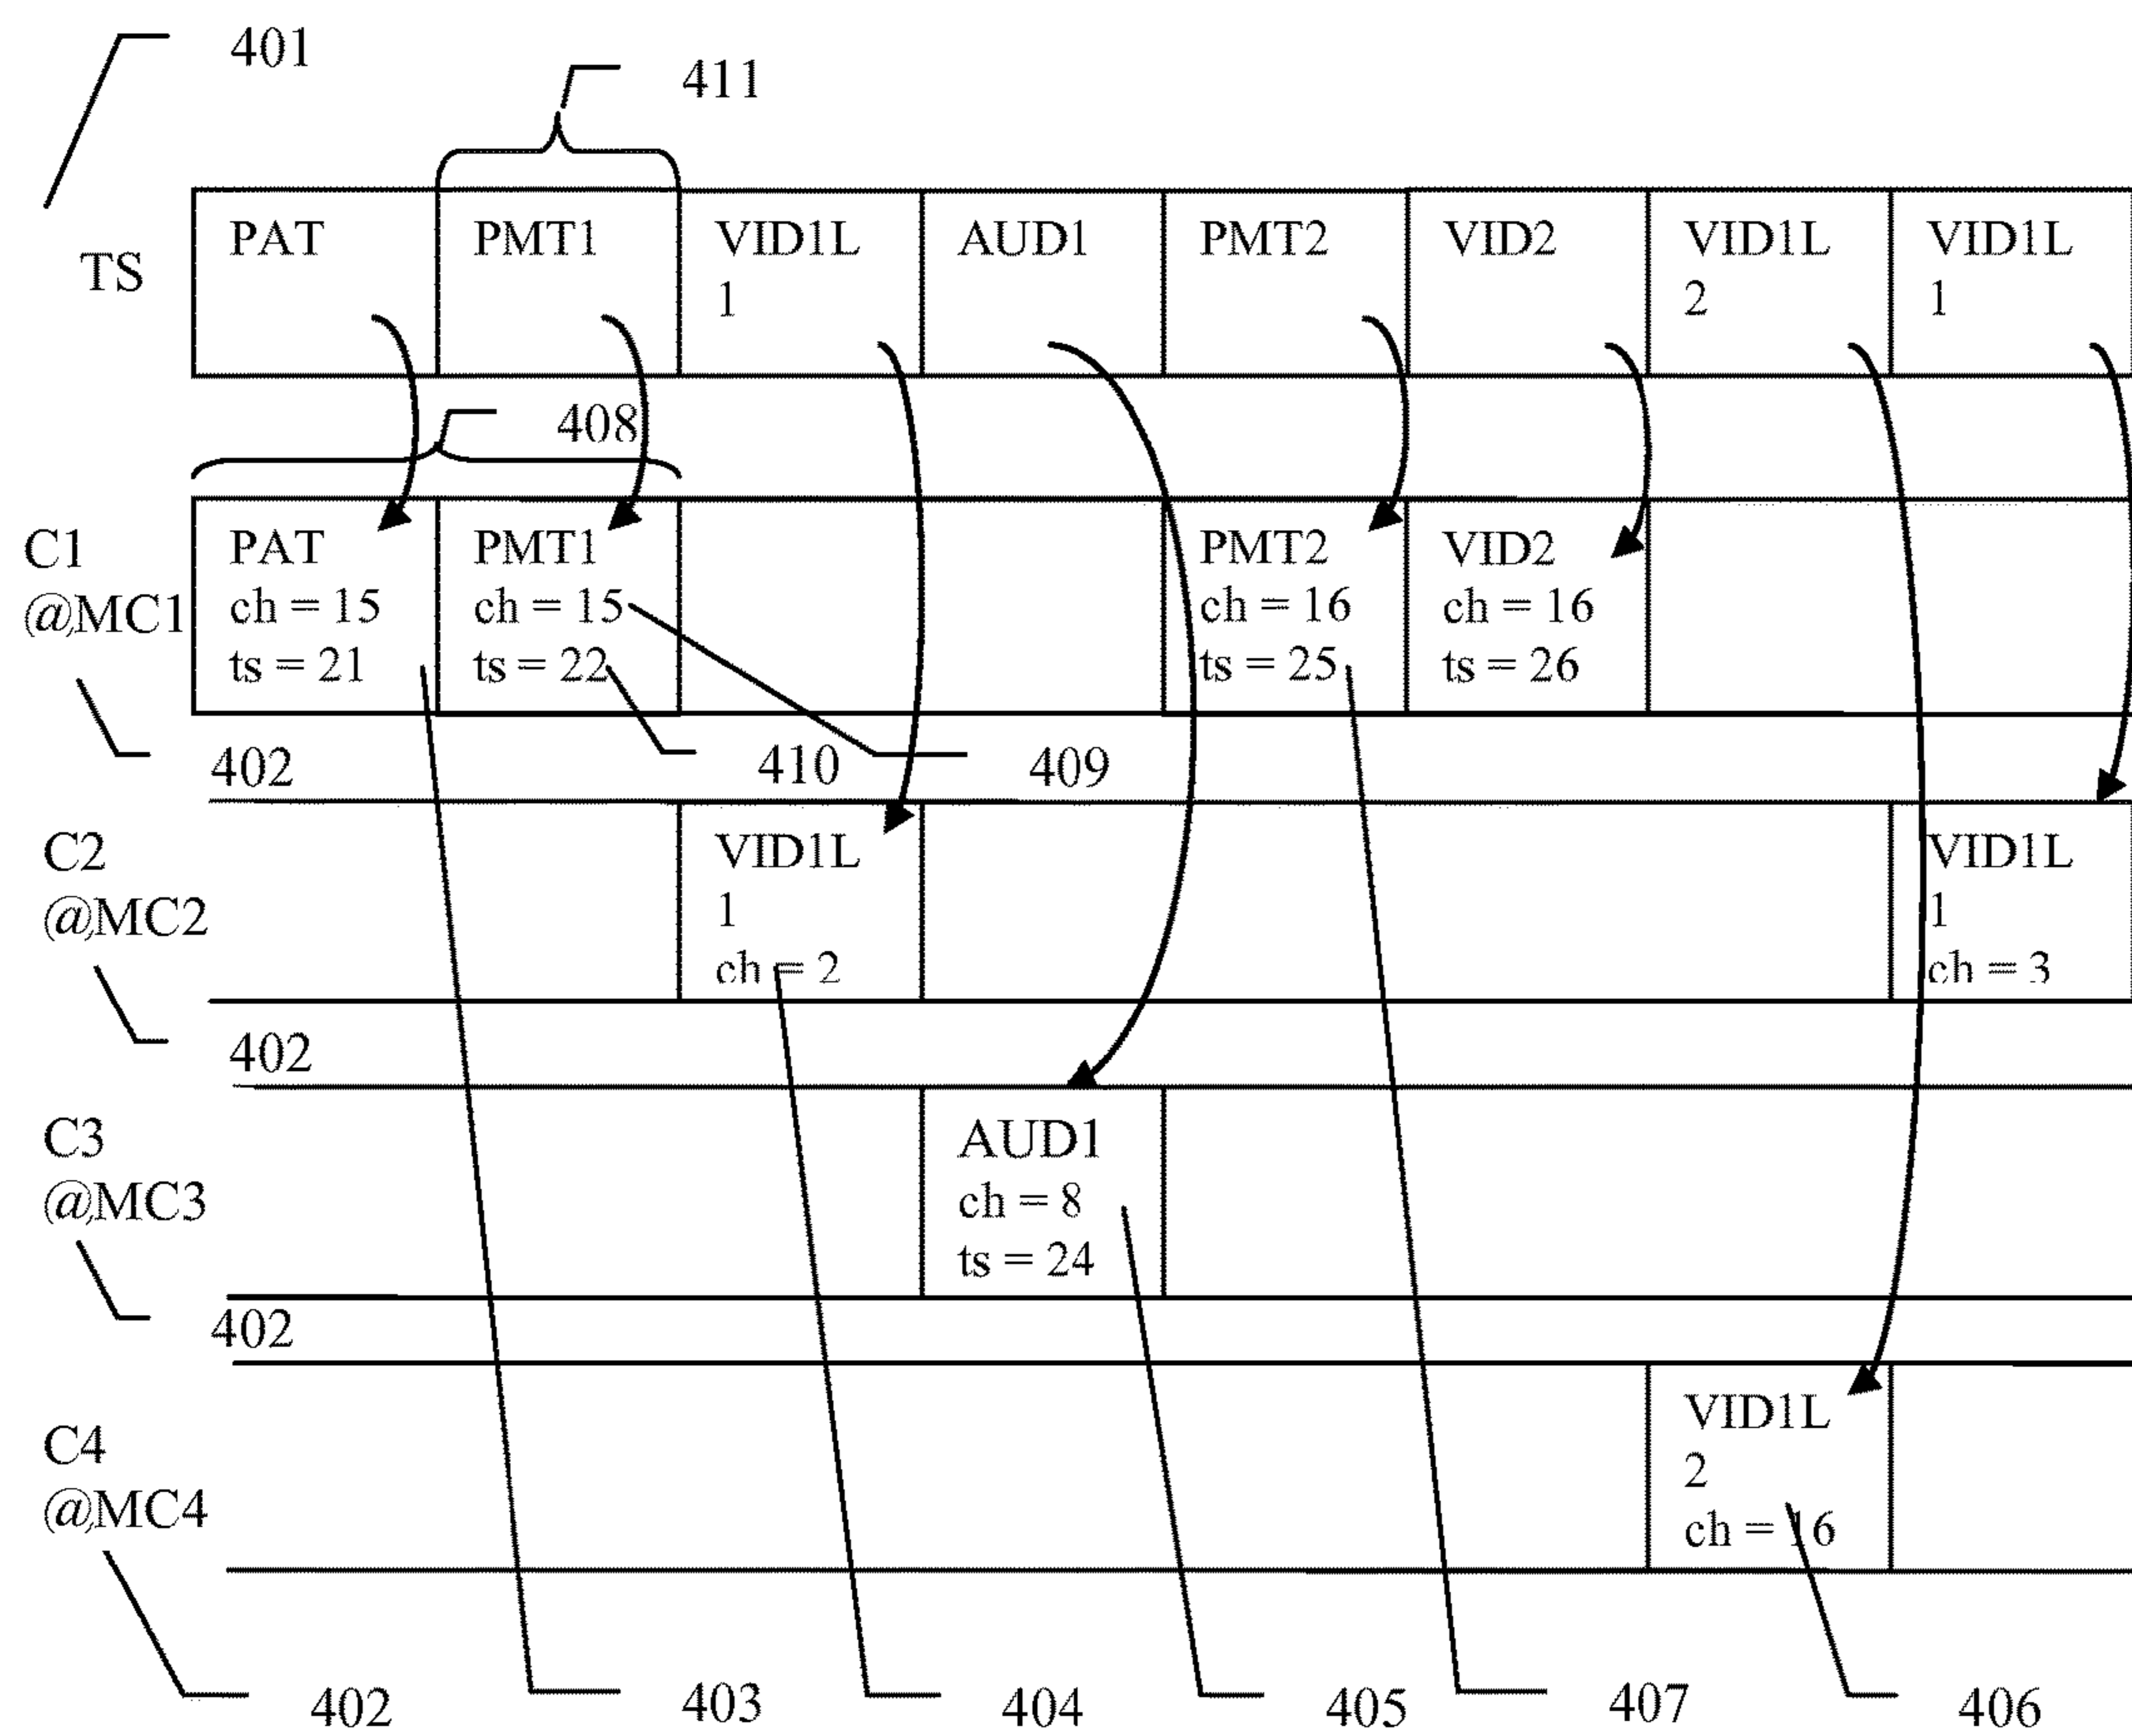 401
411
TS
PAT
PMT1
VID1L
1
AUD1
PMT2
VID2
VID1L
2
VID1L
1
408
C1
@MC1
PAT
ch = 15
ts = 21
PMT1
ch = 15
ts = 22
PMT2
ch = 16
ts = 25
VID2
ch = 16
ts = 26
402
410
409
C2
@MC2
VID1L
1
ch = 2
VID1L
1
ch = 3
402
C3
@MC3
AUD1
ch = 8
ts = 24
402
C4
@MC4
VID1L
2
ch = 16
402
403
404
405
407
406